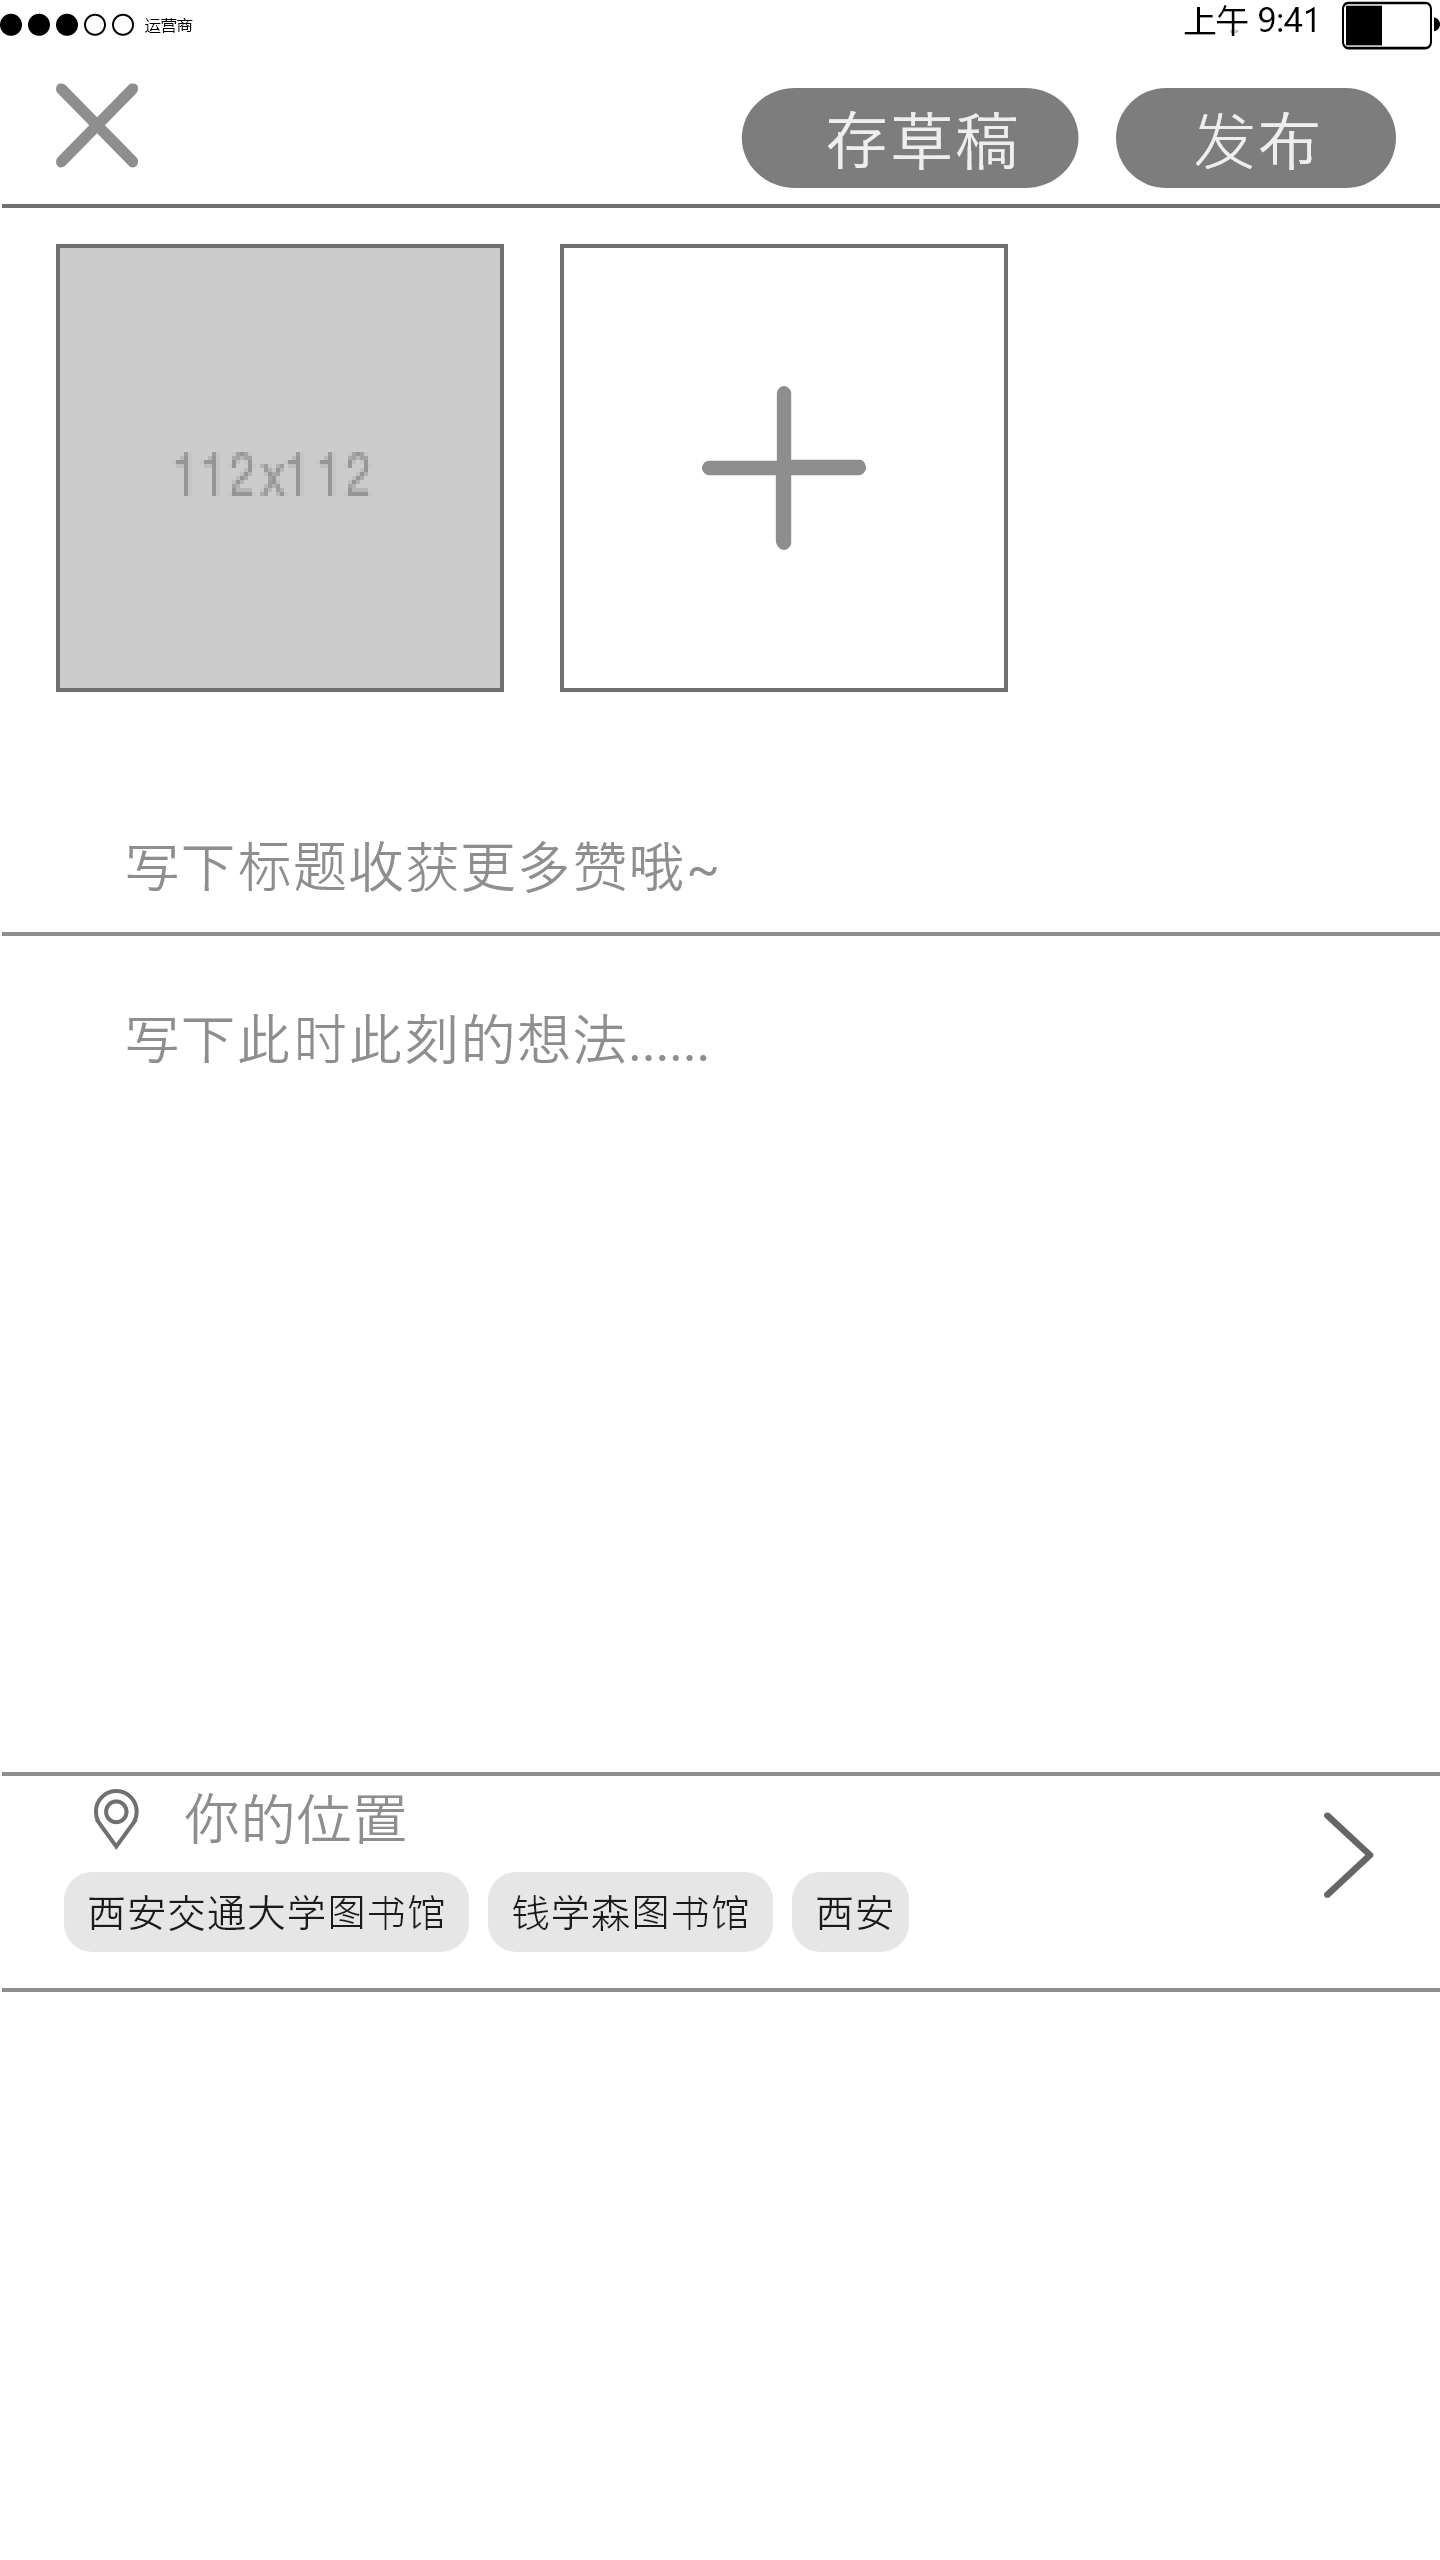 运营商
上午 9:41
存草稿
发布
112x112
写下标题收获更多赞哦~
写下此时此刻的想法......
你的位置
西安交通大学图书馆
钱学森图书馆
西安